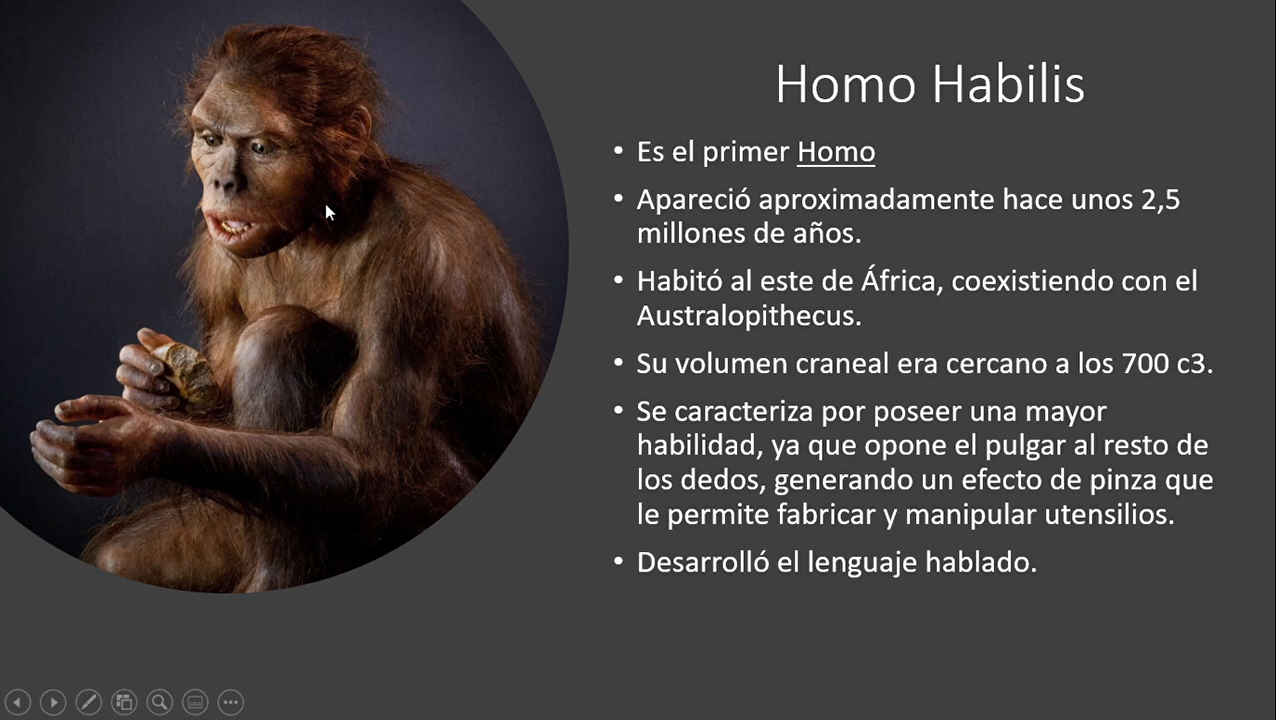 Homo Habilis
• Es el primer Homo
• Apareció aproximadamente hace unos 2,5
millones de años.
• Habitó al este de África, coexistiendo con el
Australopithecus.
• Su volumen craneal era cercano a los 700 c3.
• Se caracteriza por poseer una mayor
habilidad, ya que opone el pulgar al resto de
los dedos, generando un efecto de pinza que
le permite fabricar y manipular utensilios.
• Desarrolló el lenguaje hablado.